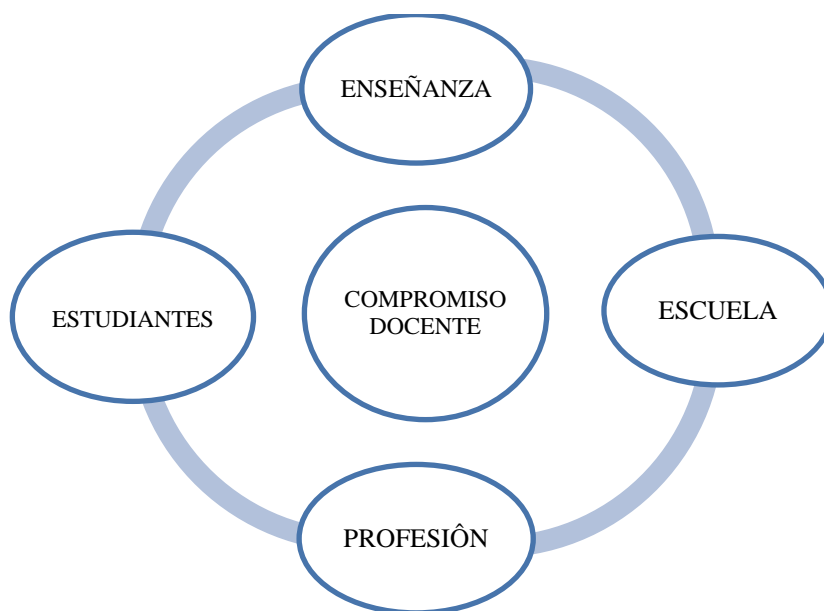 ENSEÑANZA
ESTUDIANTES
COMPROMISO
DOCENTE
ESCUELA
PROFESIÔN